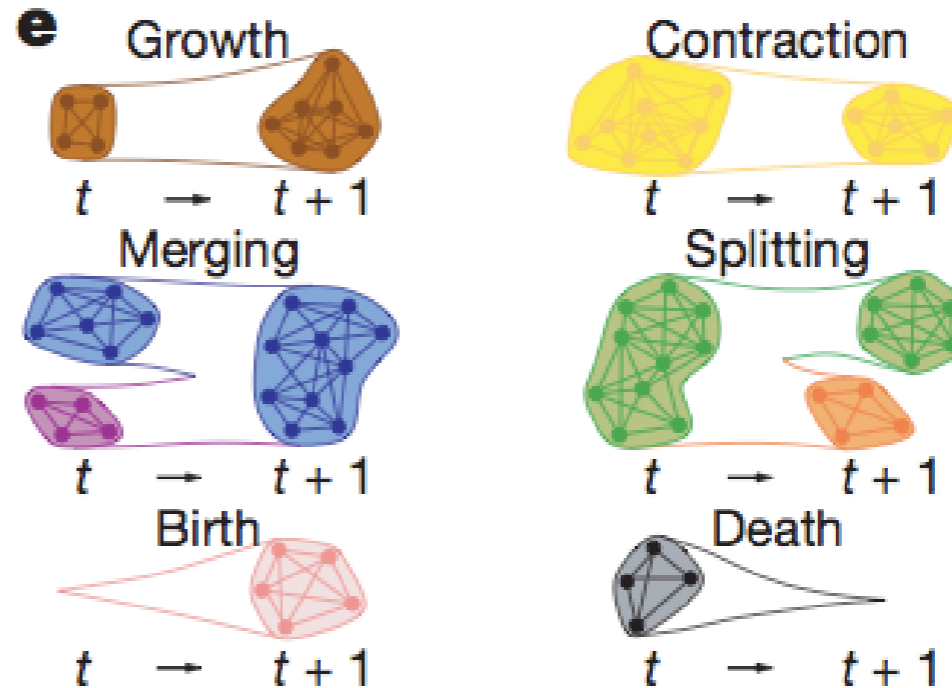 e
Growth
Contraction
t → t + 1
t → t + 1
Merging
Splitting
t → t + 1
t → t + 1
Birth
Death
t → t + 1
t → t + 1